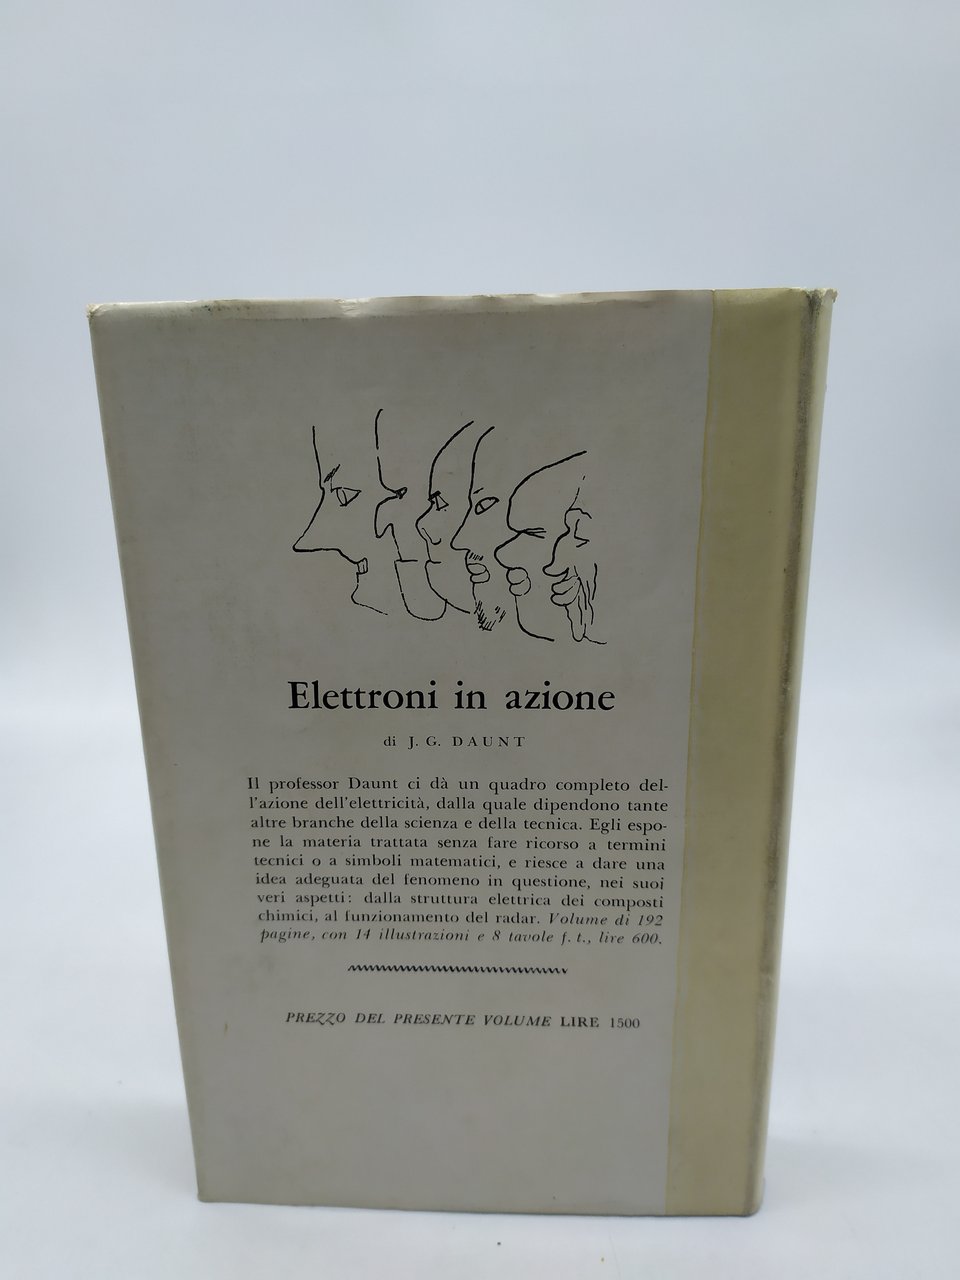 Elettroni in azione
di J. G. DAUNT
Il professor Daunt ci dà un quadro completo del-
l'azione dell'elettricità, dalla quale dipendono tante
altre branche della scienza e della tecnica. Egli espo-
ne la materia trattata senza fare ricorso a termini
tecnici o a simboli matematici, e riesce a dare una
idea adeguata del fenomeno in questione, nei suoi
veri aspetti: dalla struttura elettrica dei composti
chimici, al funzionamento del radar. Volume di 192
pagine, con 14 illustrazioni e 8 tavole f. t., lire 600.
PREZZO DEL PRESENTE VOLUME LIRE 1500